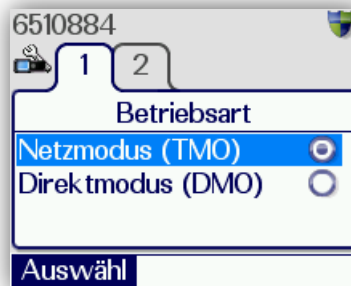 6510884
1 2
Betriebsart
Netzmodus (TMO)
Direktmodus (DMO)
Auswähl